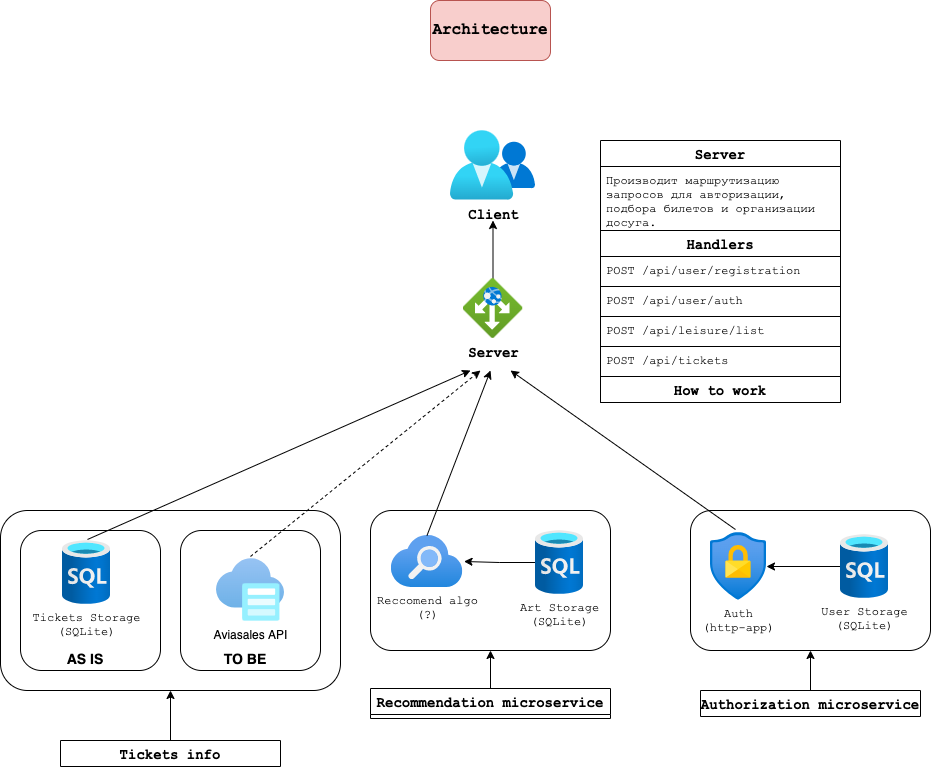 Architecture
Client
Server
Server
Производит маршрутизацию
запросов для авторизации,
подбора билетов и организации
досуга.
Handlers
POST /api/user/registration
POST /api/user/auth
POST /api/leisure/list
POST /api/tickets
How to work
SQL
Tickets Storage
(SQLite)
AS IS
Aviasales API
TO BE
Reccomend algo
(?)
SQL
Art Storage
(SQLite)
Auth
(http-app)
SQL
User Storage
(SQLite)
Tickets info
Recommendation microservice
Authorization microservice